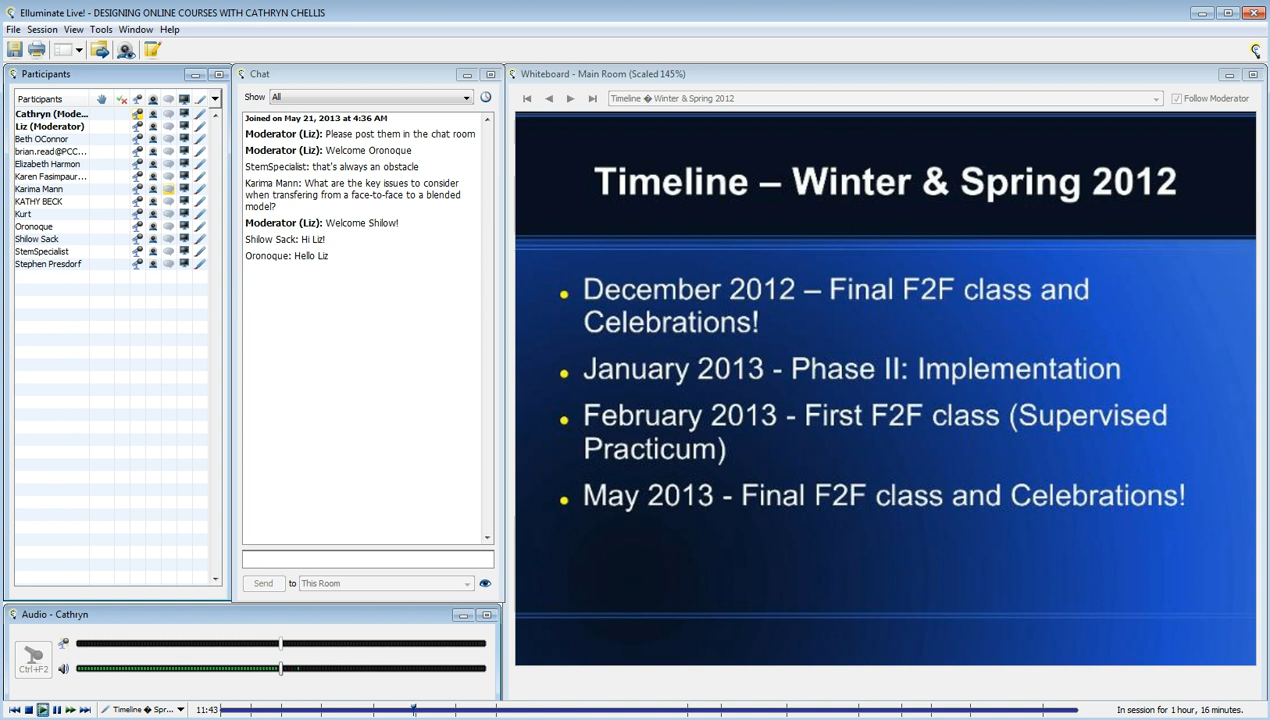 Elluminate Live! - DESIGNING ONLINE COURSES WITH CATHRYN CHELLIS
File Session View Tools Window Help
Participants
Participants
Cathryn (Mode...
Liz (Moderator)
Beth OConnor
brian.read@PCC...
Elizabeth Harmon
Karen Fasimpaur...
Karima Mann
KATHY BECK
Kurt
Oronoque
Shilow Sack
StemSpecialist
Stephen Presdorf
Chat
Show All
Joined on May 21, 2013 at 4:36 AM
Moderator (Liz): Please post them in the chat room
Moderator (Liz): Welcome Oronoque
StemSpecialist: that's always an obstacle
Karima Mann: What are the key issues to consider
when transfering from a face-to-face to a blended
model?
Moderator (Liz): Welcome Shilow!
Shilow Sack: Hi Liz!
Oronoque: Hello Liz
Send to This Room
Whiteboard - Main Room (Scaled 145%)
Timeline � Winter & Spring 2012
Follow Moderator
Timeline – Winter & Spring 2012
December 2012 – Final F2F class and
Celebrations!
January 2013 - Phase II: Implementation
February 2013 - First F2F class (Supervised
Practicum)
May 2013 - Final F2F class and Celebrations!
Audio - Cathryn
Ctrl+F2
Timeline � Spr...
11:43
In session for 1 hour, 16 minutes.